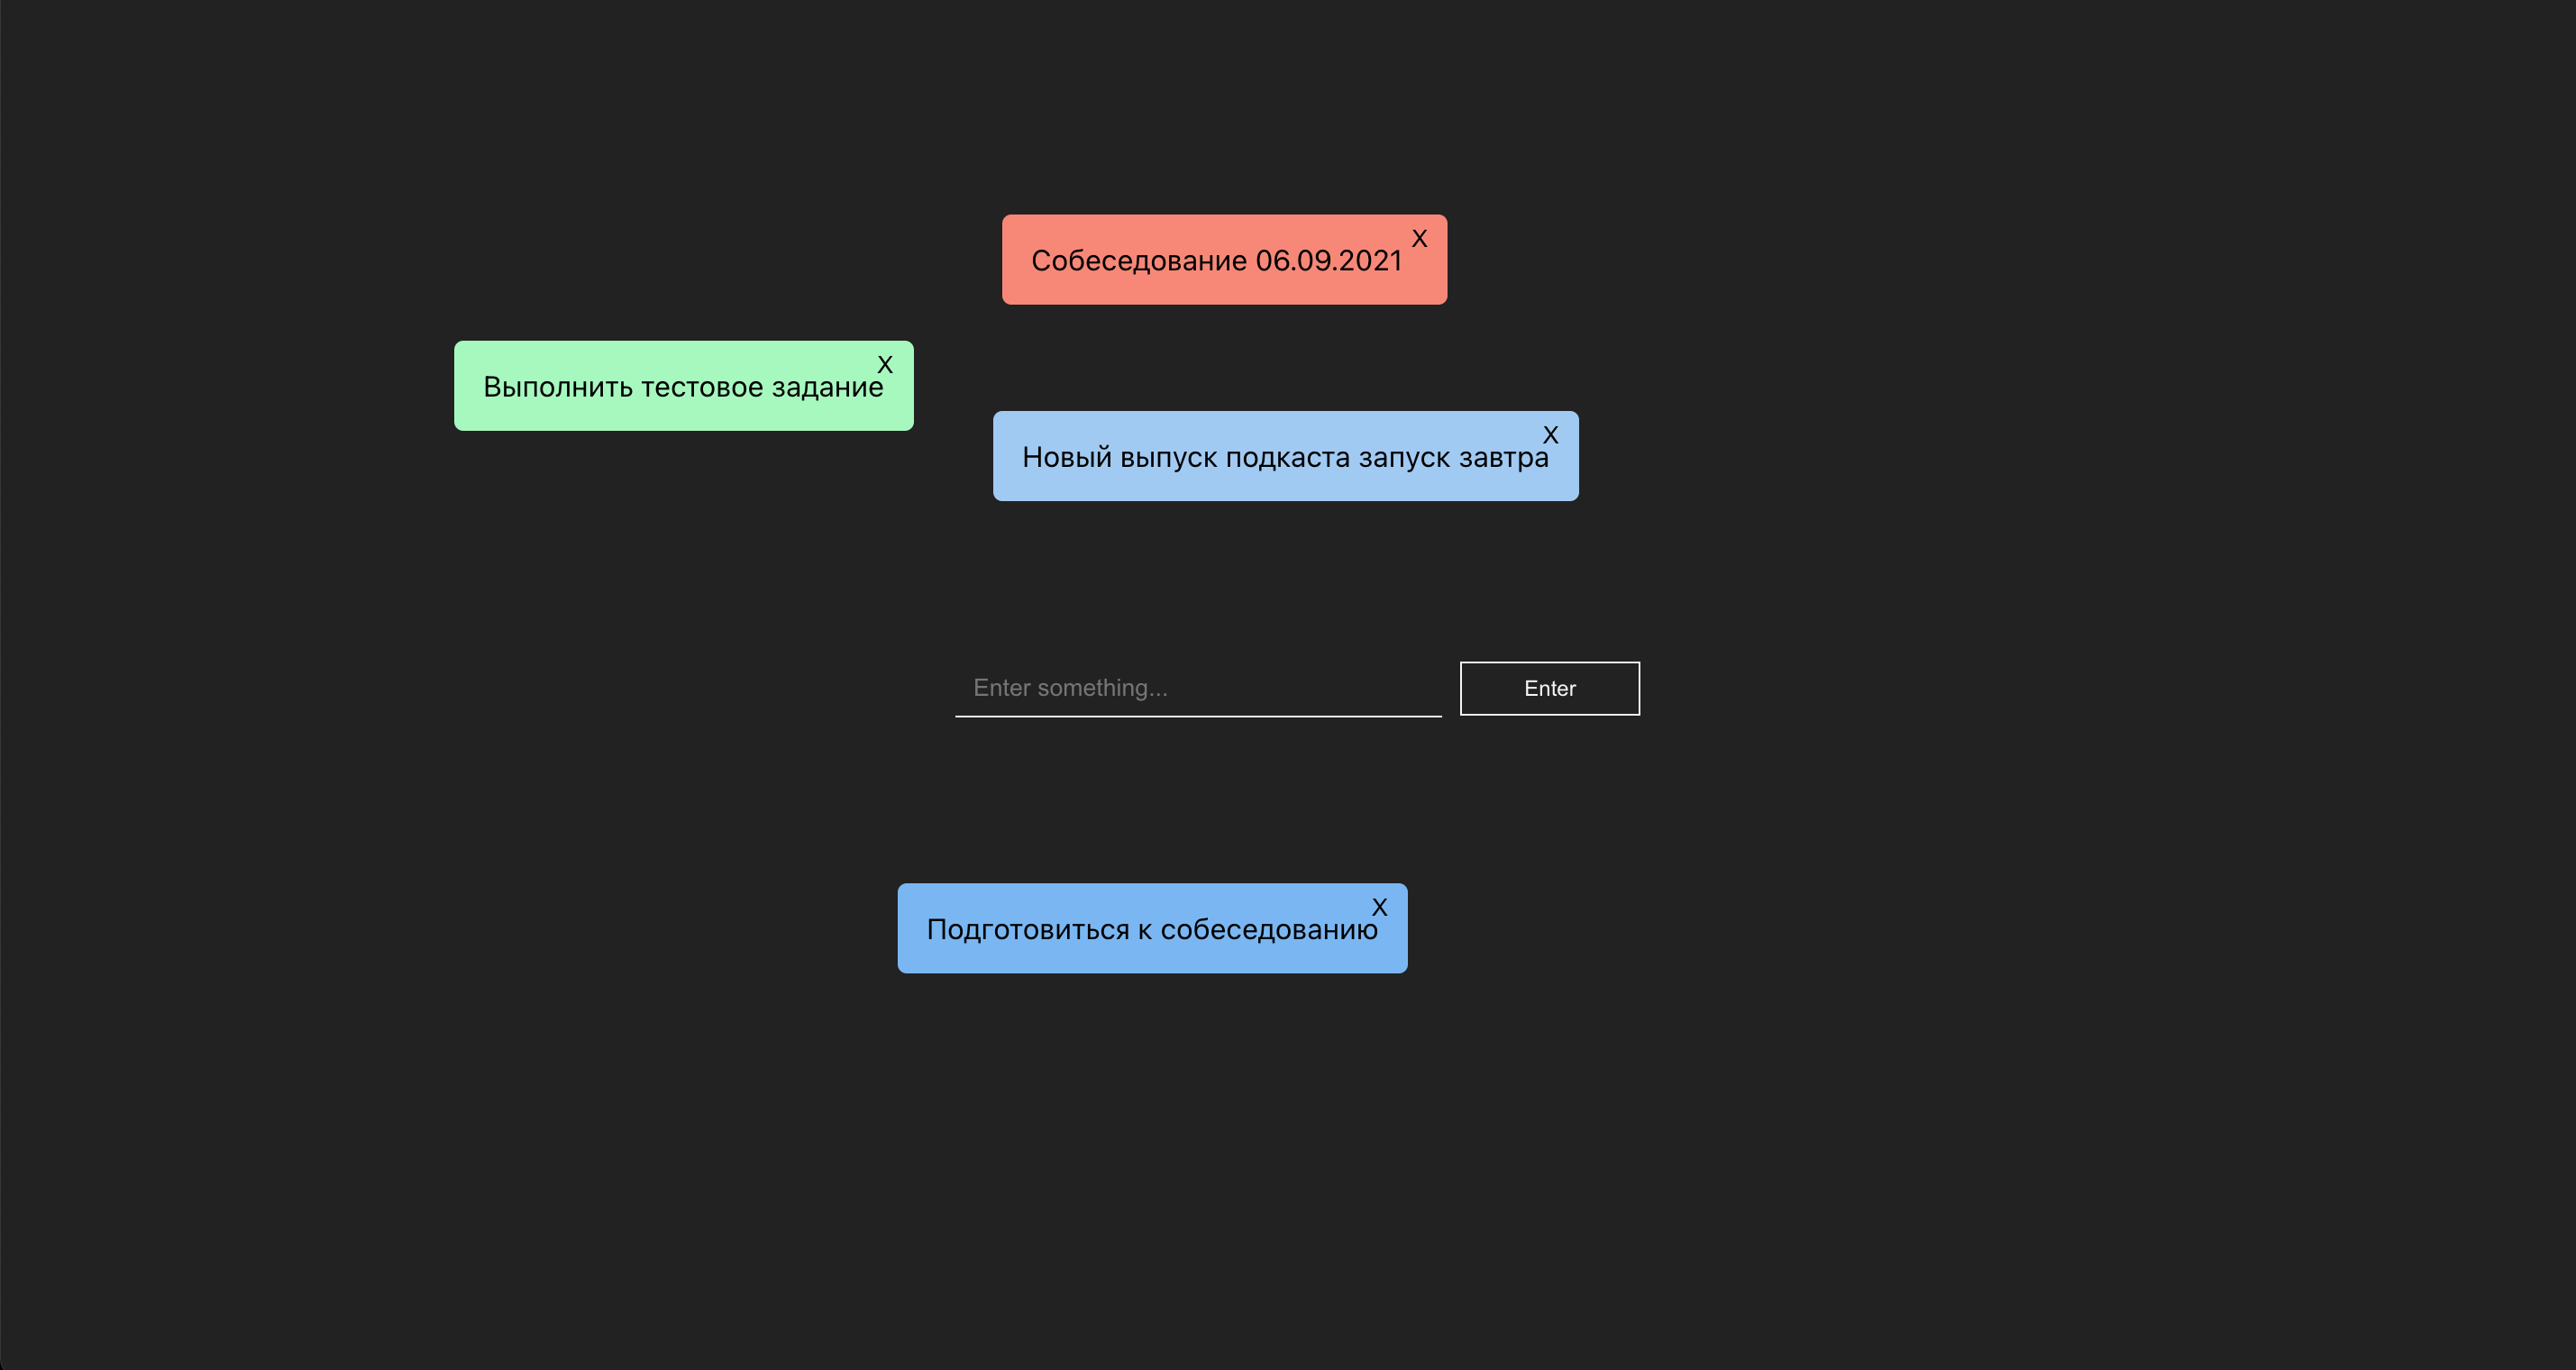 X
Собеседование 06.09.2021
X
Выполнить тестовое задание
X
Новый выпуск подкаста запуск завтра
Enter something...
Enter
X
Подготовиться к собеседованию